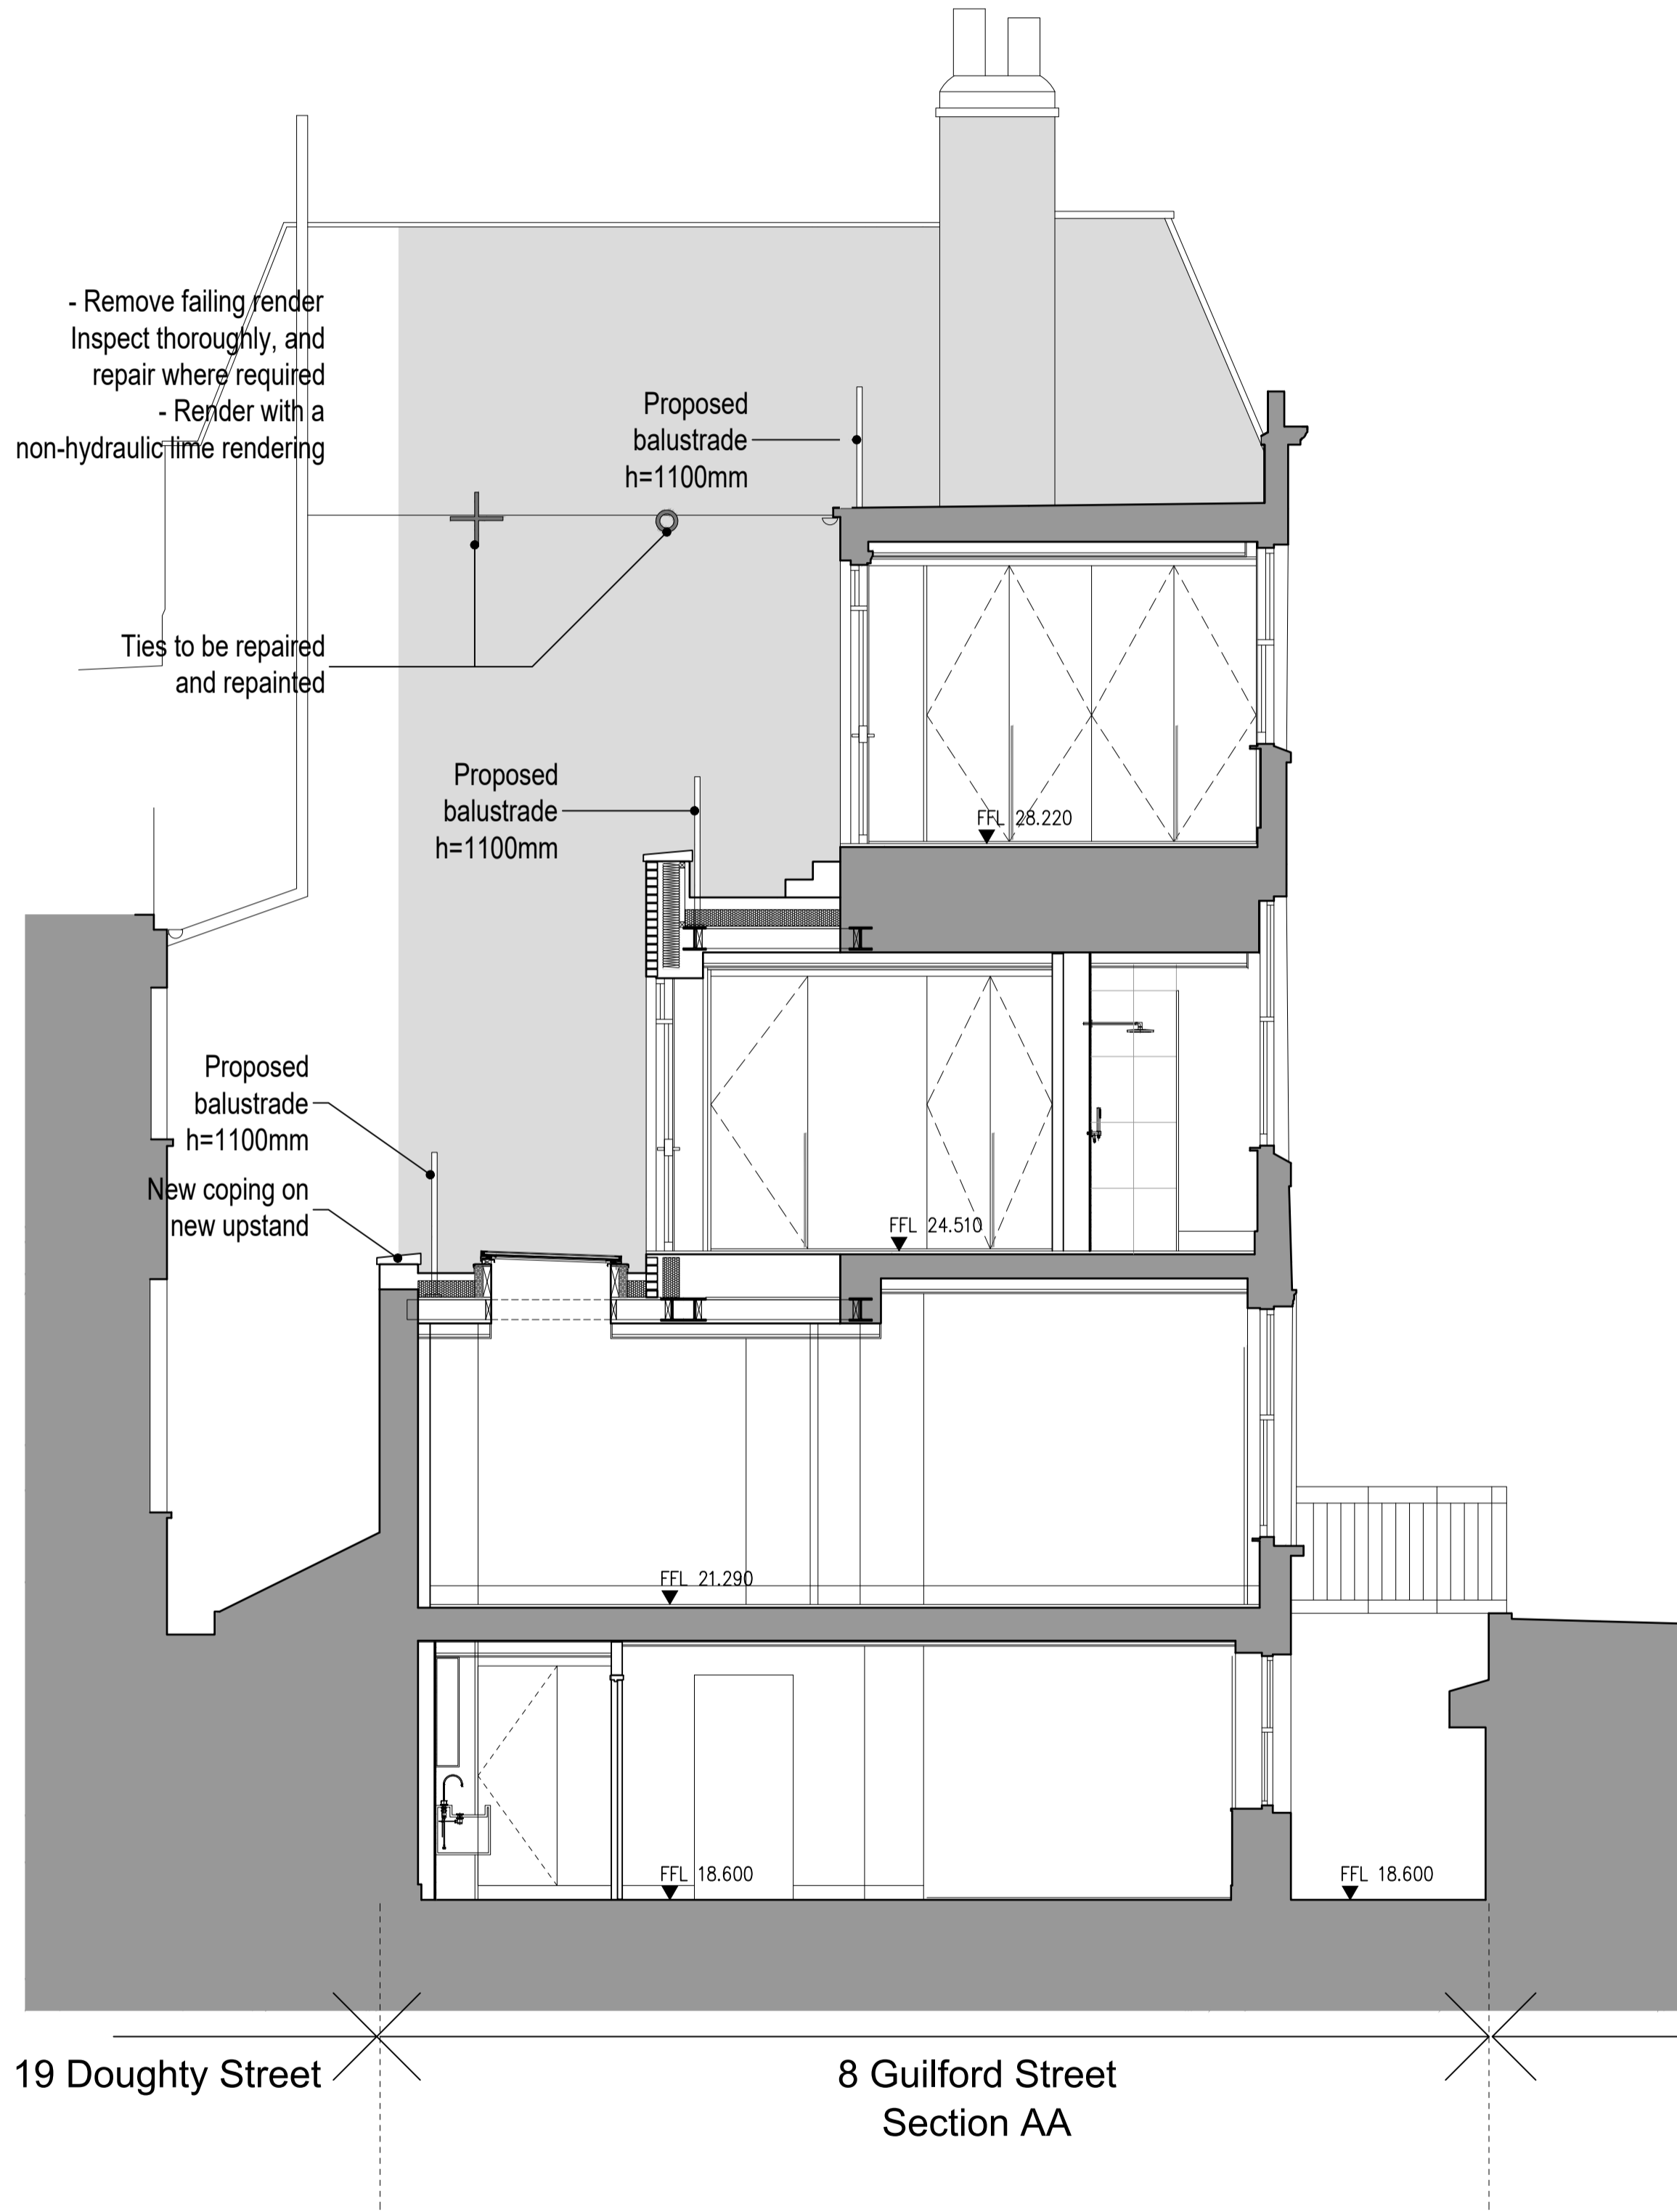 - Remove failing render
Inspect thoroughly, and
repair where required
- Render with a
non-hydraulic lime rendering
Proposed
balustrade
h=1100mm
Ties to be repaired
and repainted
Proposed
balustrade
h=1100mm
FFL 28.220
Proposed
balustrade
h=1100mm
New coping on
new upstand
FFL 24.510
FFL 21.290
FFL 18.600
FFL 18.600
19 Doughty Street
8 Guilford Street
Section AA